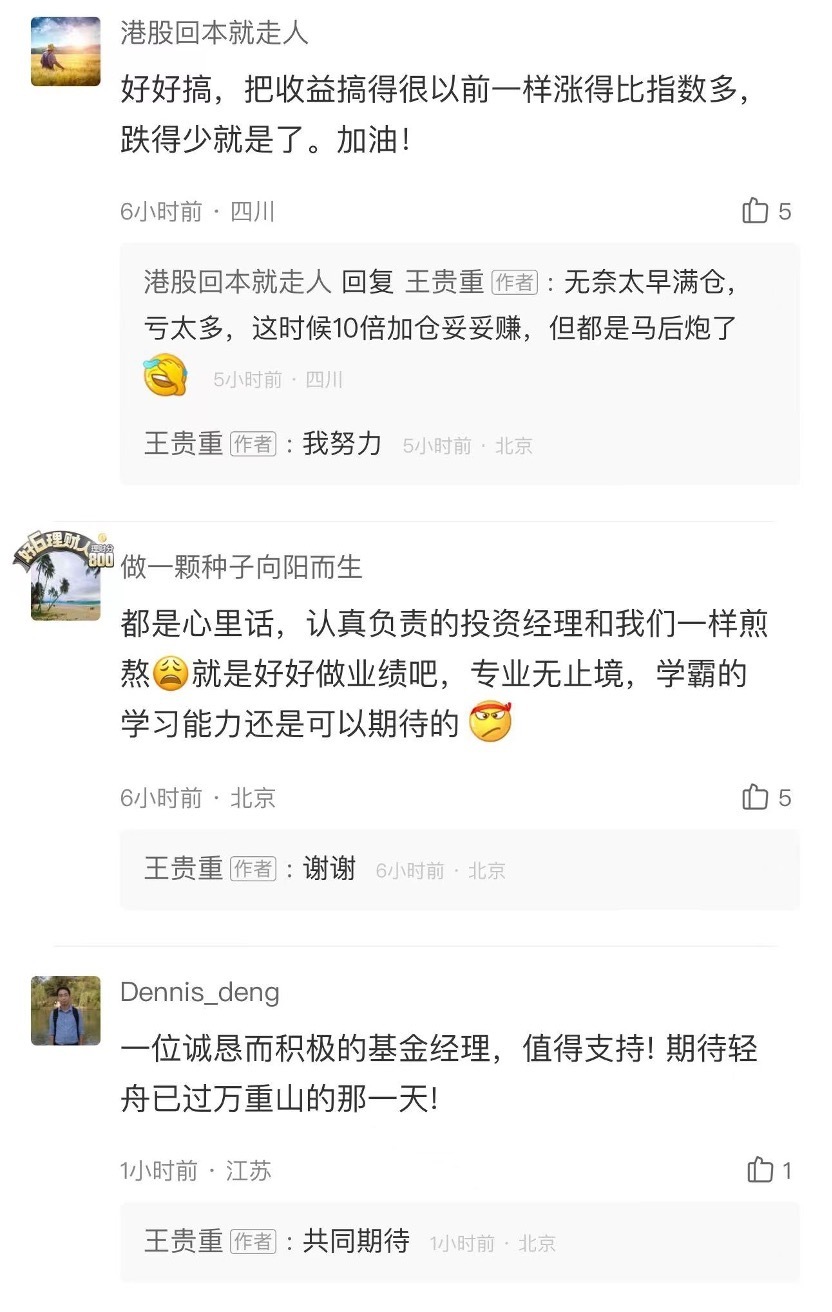 港股回本就走人
好好搞，把收益搞得很以前一样涨得比指数多，
跌得少就是了。加油！
6小时前 · 四川
5
港股回本就走人 回复 王贵重 作者：无奈太早满仓，
亏太多，这时候10倍加仓妥妥赚，但都是马后炮了
5小时前 · 四川
王贵重 作者：我努力 5小时前 · 北京
好6理财人
理财分
800
做一颗种子向阳而生
都是心里话，认真负责的投资经理和我们一样煎
熬😩就是好好做业绩吧，专业无止境，学霸的
学习能力还是可以期待的
6小时前 · 北京
5
王贵重 作者：谢谢 6小时前 · 北京
Dennis_deng
一位诚恳而积极的基金经理，值得支持! 期待轻
舟已过万重山的那一天!
1小时前 · 江苏
1
王贵重 作者：共同期待 1小时前 · 北京